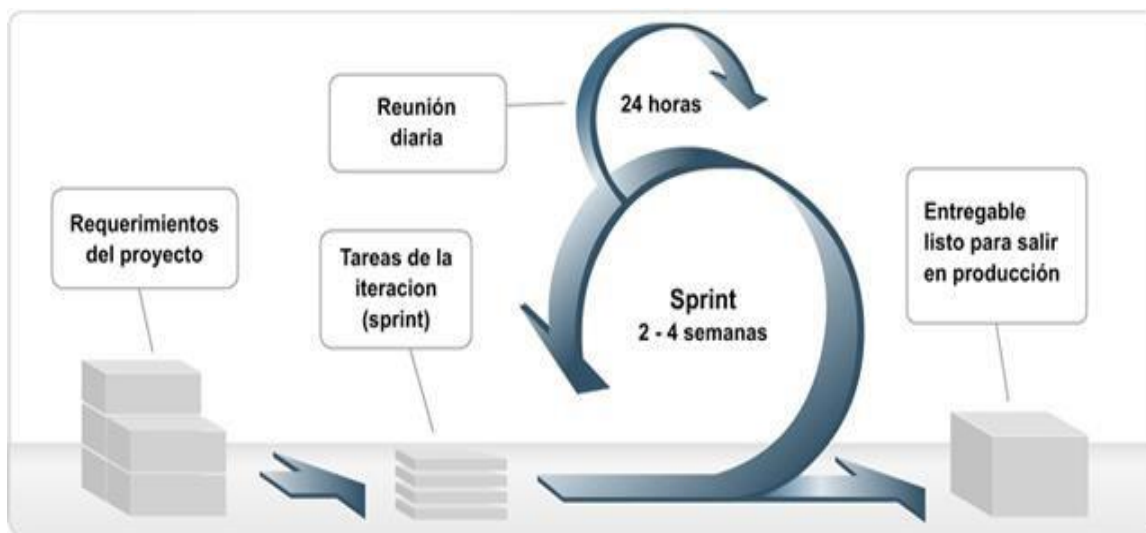 Requerimientos
del proyecto
Tareas de la
iteracion
(sprint)
Reunión
diaria
24 horas
Sprint
2 - 4 semanas
Entregable
listo para salir
en producción